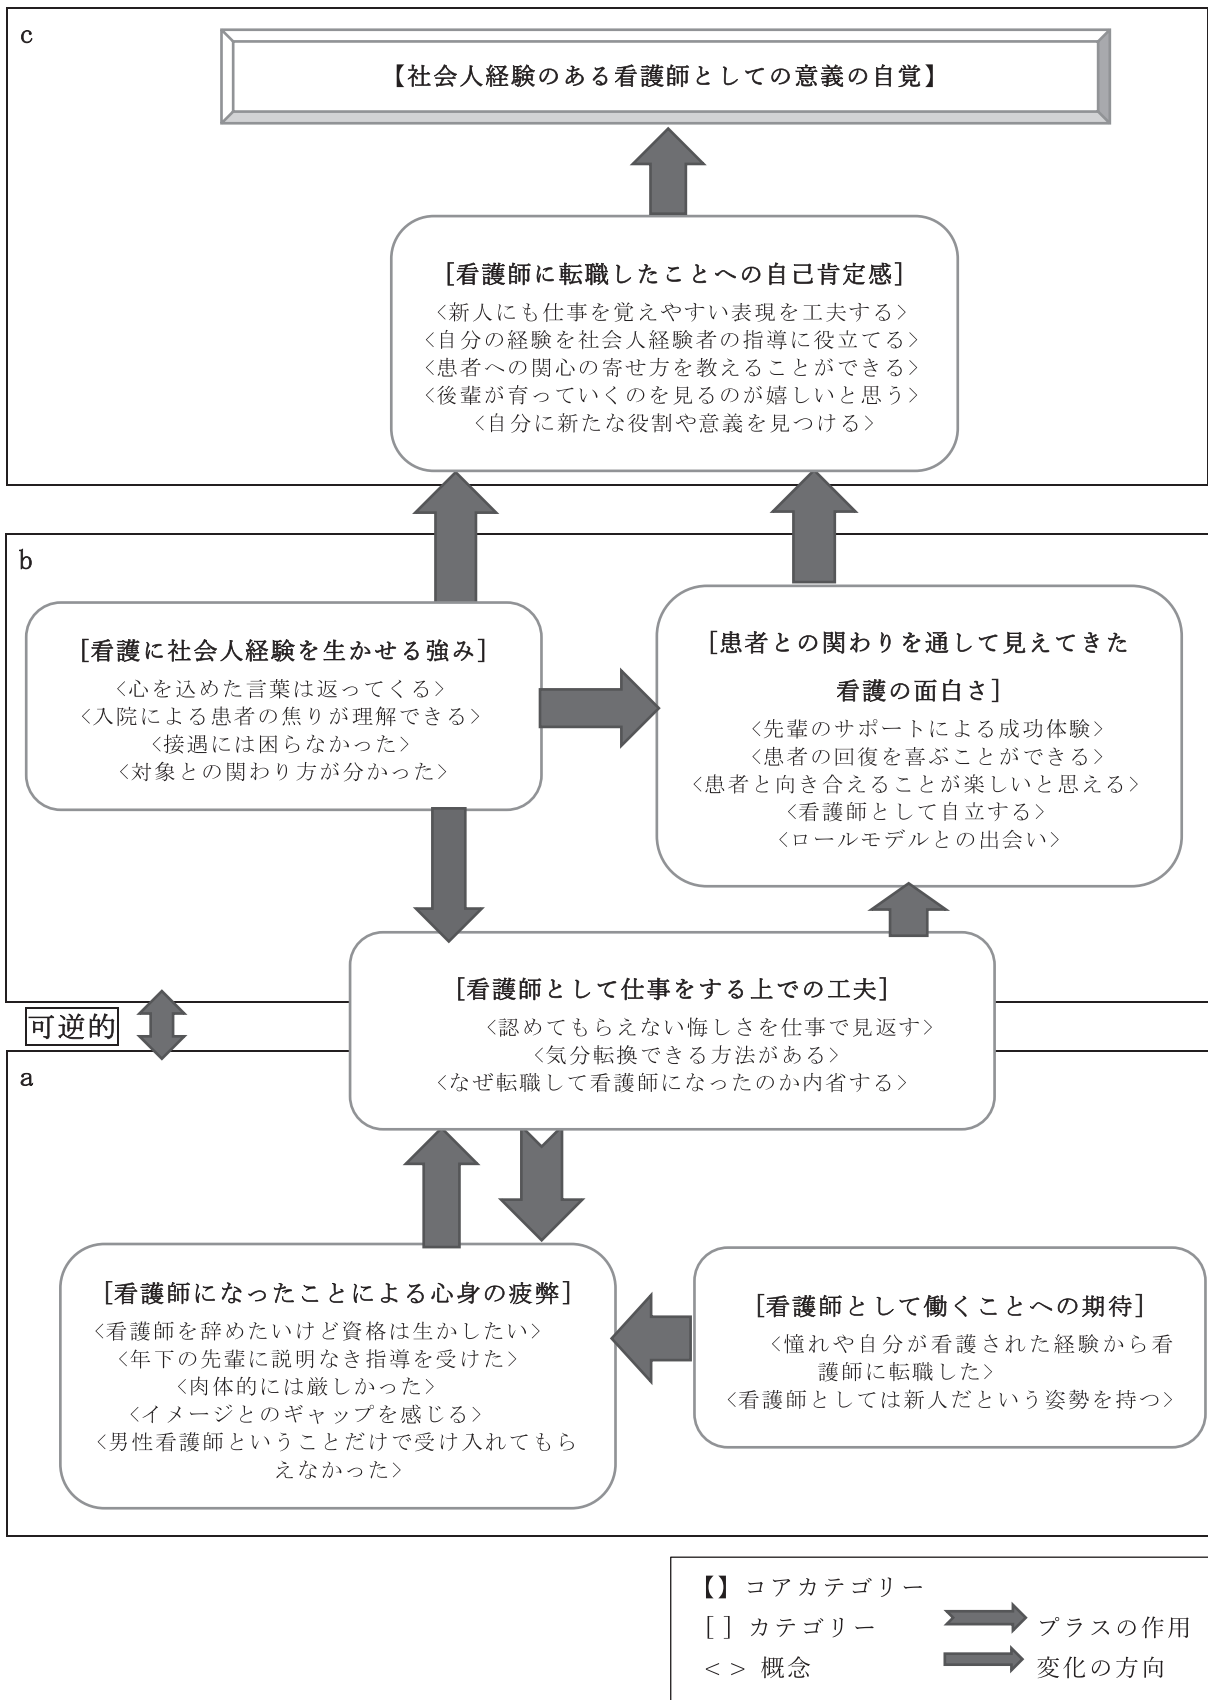 c
【社会人経験のある看護師としての意義の自覚】
[看護師に転職したことへの自己肯定感]
<新人にも仕事を覚えやすい表現を工夫する>
<自分の経験を社会人経験者の指導に役立てる>
<患者への関心の寄せ方を教えることができる>
<後輩が育っていくのを見るのが嬉しいと思う>
<自分に新たな役割や意義を見つける>
b
[看護に社会人経験を生かせる強み]
<心を込めた言葉は返ってくる>
<入院による患者の焦りが理解できる>
<接遇には困らなかった>
<対象との関わり方が分かった>
[患者との関わりを通して見えてきた
看護の面白さ]
<先輩のサポートによる成功体験>
<患者の回復を喜ぶことができる>
<患者と向き合えることが楽しいと思える>
<看護師として自立する>
<ロールモデルとの出会い>
[看護師として仕事をする上での工夫]
<認めてもらえない悔しさを仕事で見返す>
<気分転換できる方法がある>
<なぜ転職して看護師になったのか内省する>
可逆的
a
[看護師になったことによる心身の疲弊]
<看護師を辞めたいけど資格は生かしたい>
<年下の先輩に説明なき指導を受けた>
<肉体的には厳しかった>
<イメージとのギャップを感じる>
<男性看護師ということだけで受け入れてもら
えなかった>
[看護師として働くことへの期待]
<憧れや自分が看護された経験から看
護師に転職した>
<看護師としては新人だという姿勢を持つ>
【】コアカテゴリー
[ ] カテゴリー
プラスの作用
< > 概念
変化の方向